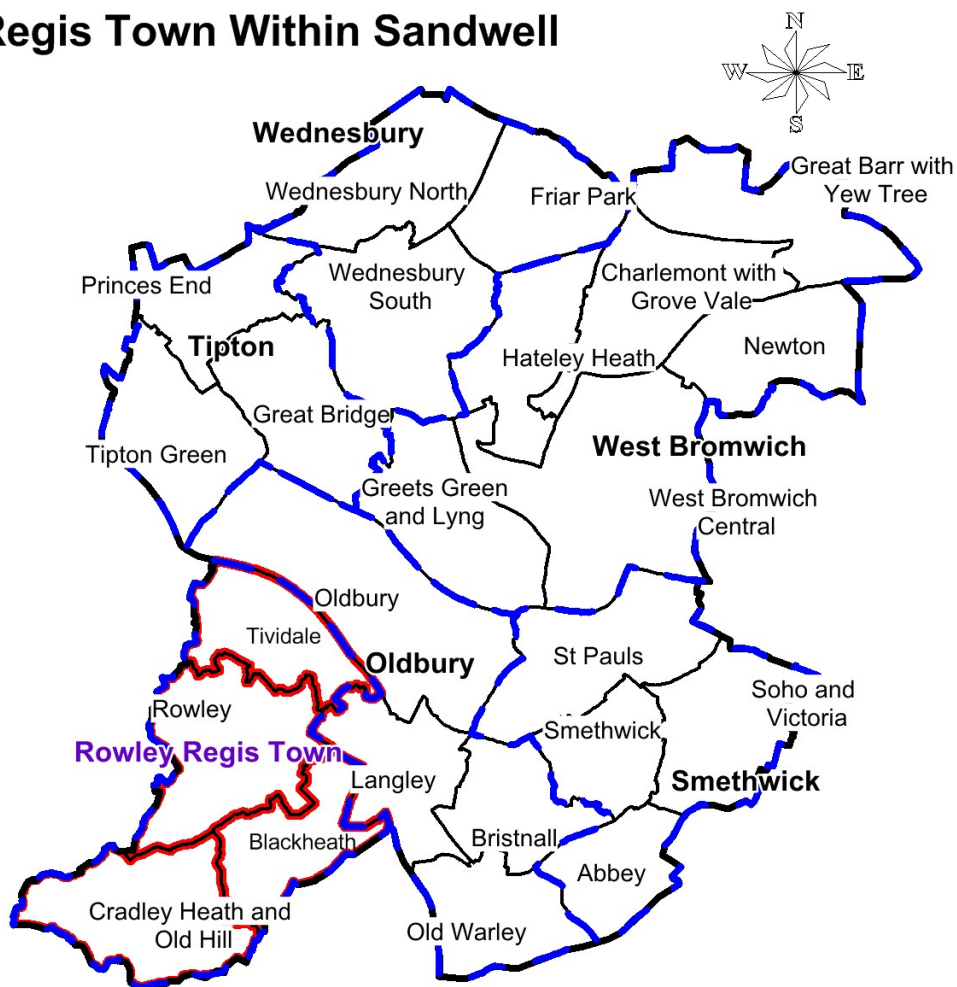 Regis Town Within Sandwell
N
W
E
S
Wednesbury
Great Barr with
Yew Tree
Wednesbury North
Friar Park
Princes End
Wednesbury
South
Charlemont with
Grove Vale
Tipton
Hateley Heath
Newton
Great Bridge
Tipton Green
West Bromwich
Greets Green
and Lyng
West Bromwich
Central
Oldbury
Tividale
Oldbury
St Pauls
Rowley
Soho and
Victoria
Smethwick
Rowley Regis Town
Langley
Smethwick
Blackheath
Bristnall
Abbey
Cradley Heath and
Old Hill
Old Warley